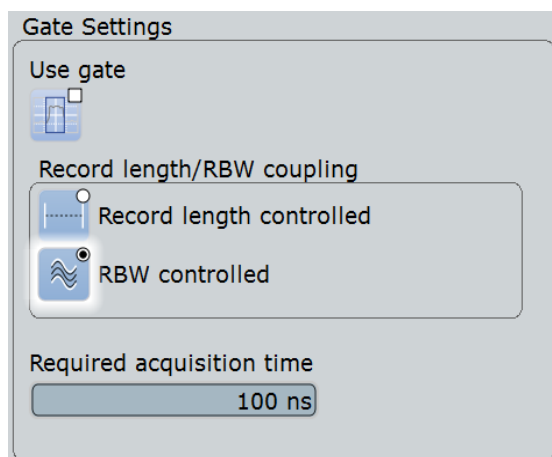 Gate Settings
Use gate
Record length/RBW coupling
Record length controlled
RBW controlled
Required acquisition time
100 ns